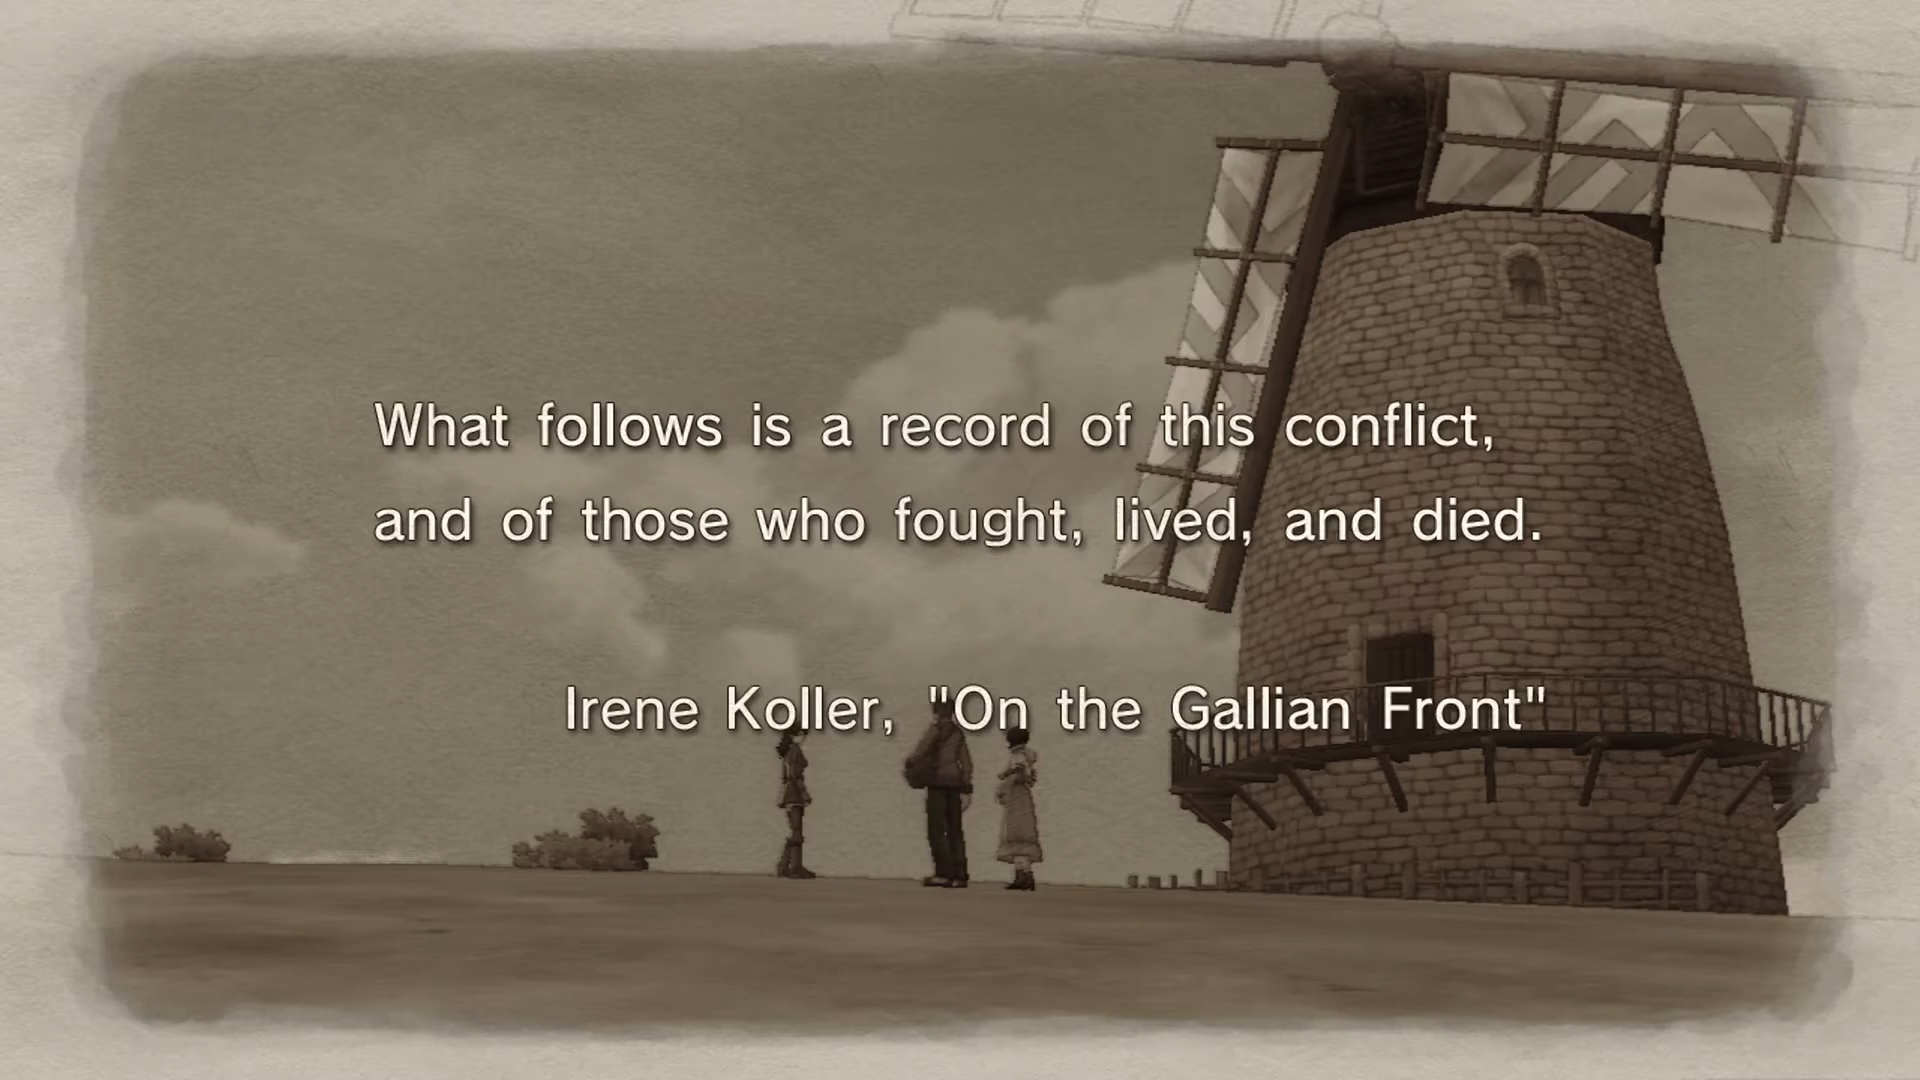 What follows is a record of this conflict,
and of those who fought, lived, and died.
Irene Koller, "On the Gallian Front"